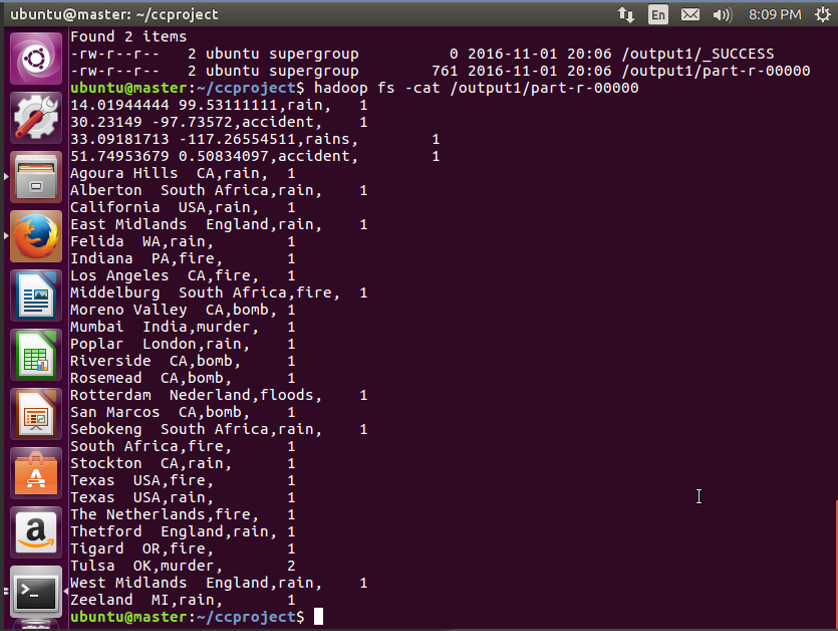 ubuntu@master: ~/ccproject En 8:09 PM
Found 2 items
-rw-r--r--   2 ubuntu supergroup          0 2016-11-01 20:06 /output1/_SUCCESS
-rw-r--r--   2 ubuntu supergroup        761 2016-11-01 20:06 /output1/part-r-00000
ubuntu@master:~/ccproject$ hadoop fs -cat /output1/part-r-00000
14.01944444 99.53111111,rain,   1
30.23149 -97.73572,accident,    1
33.09181713 -117.26554511,rains,        1
51.74953679 0.50834097,accident,        1
Agoura Hills  CA,rain,  1
Alberton  South Africa,rain,    1
California  USA,rain,   1
East Midlands  England,rain,    1
Felida  WA,rain,        1
Indiana  PA,fire,       1
Los Angeles  CA,fire,   1
Middelburg  South Africa,fire,  1
Moreno Valley  CA,bomb, 1
Mumbai  India,murder,   1
Poplar  London,rain,    1
Riverside  CA,bomb,     1
Rosemead  CA,bomb,      1
Rotterdam  Nederland,floods,    1
San Marcos  CA,bomb,    1
Sebokeng  South Africa,rain,    1
South Africa,fire,      1
Stockton  CA,rain,      1
Texas  USA,fire,        1
Texas  USA,rain,        1
The Netherlands,fire,   1
Thetford  England,rain, 1
Tigard  OR,fire,        1
Tulsa  OK,murder,       2
West Midlands  England,rain,    1
Zeeland  MI,rain,       1
ubuntu@master:~/ccproject$